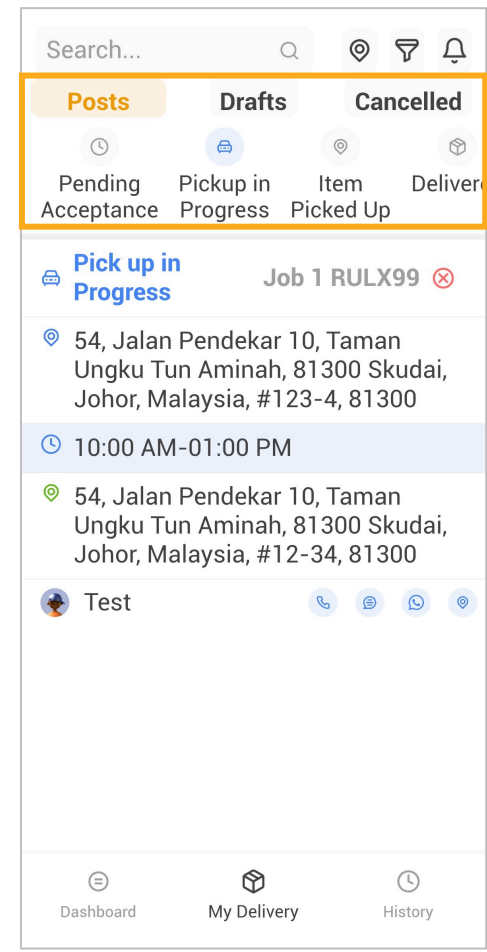 Search...
Posts Drafts Cancelled
Pending Acceptance Pickup in Progress Item Picked Up Deliver
Pick up in Progress Job 1 RULX99
54, Jalan Pendekar 10, Taman
Ungku Tun Aminah, 81300 Skudai,
Johor, Malaysia, #123-4, 81300
10:00 AM-01:00 PM
54, Jalan Pendekar 10, Taman
Ungku Tun Aminah, 81300 Skudai,
Johor, Malaysia, #12-34, 81300
Test
Dashboard My Delivery History